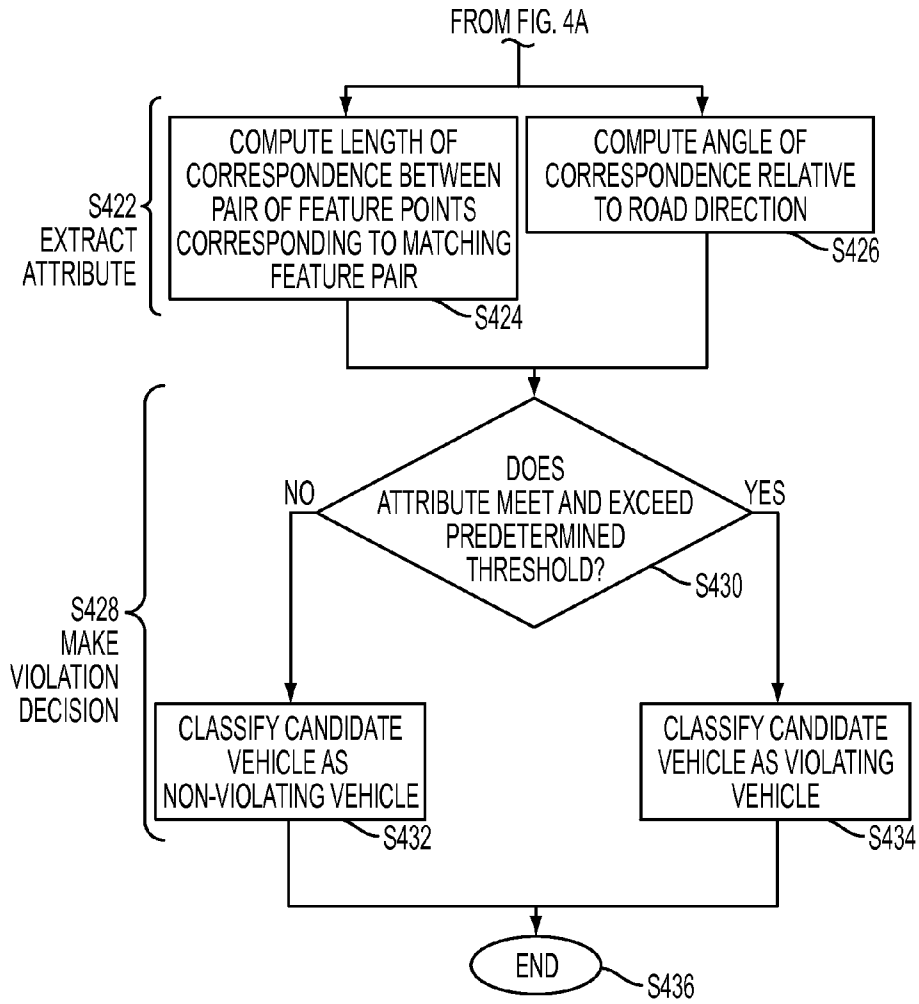 FROM FIG. 4A
S422
EXTRACT
ATTRIBUTE
COMPUTE LENGTH OF
CORRESPONDENCE BETWEEN
PAIR OF FEATURE POINTS
CORRESPONDING TO MATCHING
FEATURE PAIR
S424
COMPUTE ANGLE OF
CORRESPONDENCE RELATIVE
TO ROAD DIRECTION
S426
S428
MAKE
VIOLATION
DECISION
DOES
ATTRIBUTE MEET AND EXCEED
PREDETERMINED
THRESHOLD?
S430
NO
YES
CLASSIFY CANDIDATE
VEHICLE AS
NON-VIOLATING VEHICLE
S432
CLASSIFY CANDIDATE
VEHICLE AS VIOLATING
VEHICLE
S434
END
S436